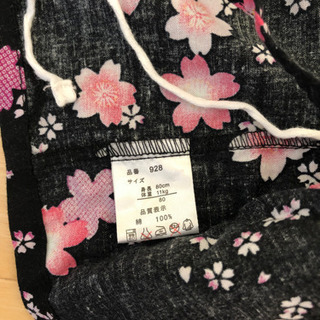 品番 928
サイズ
身長 80cm
体重 11kg
80
品質表示
綿 100%